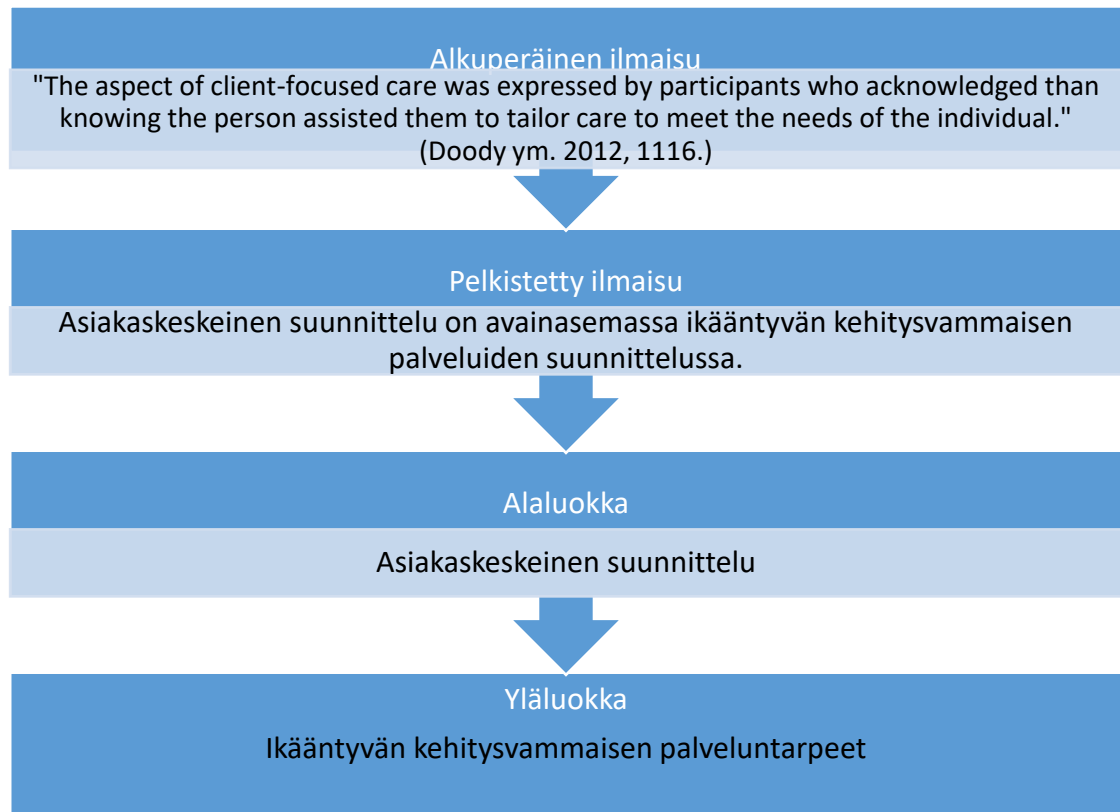 Alkuperäinen ilmaisu
"The aspect of client-focused care was expressed by participants who acknowledged than
knowing the person assisted them to tailor care to meet the needs of the individual."
(Doody ym. 2012, 1116.)
Pelkistetty ilmaisu
Asiakaskeskeinen suunnittelu on avainasemassa ikääntyvän kehitysvammaisen
palveluiden suunnittelussa.
Alaluokka
Asiakaskeskeinen suunnittelu
Yläluokka
Ikääntyvän kehitysvammaisen palveluntarpeet